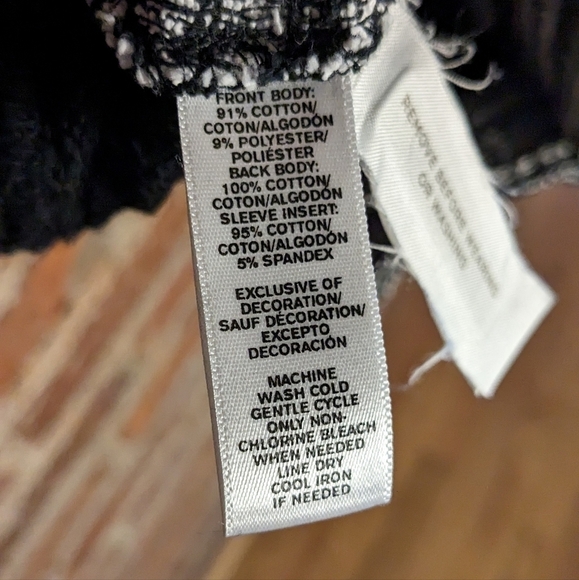 FRONT BODY:
91% COTTON/
COTON/ALGODÓN
9% POLYESTER/
POLIÉSTER
BACK BODY:
100% COTTON/
COTON/ALGODÓN
SLEEVE INSERT:
95% COTTON/
COTON/ALGODÓN
5% SPANDEX
EXCLUSIVE OF
DECORATION/
SAUF DÉCORATION/
EXCEPTO
DECORACIÓN
MACHINE
WASH COLD
GENTLE CYCLE
ONLY NON-
CHLORINE BLEACH
WHEN NEEDED
LINE DRY
COOL IRON
IF NEEDED
REMOVE BEFORE WEARING
OR WASHING